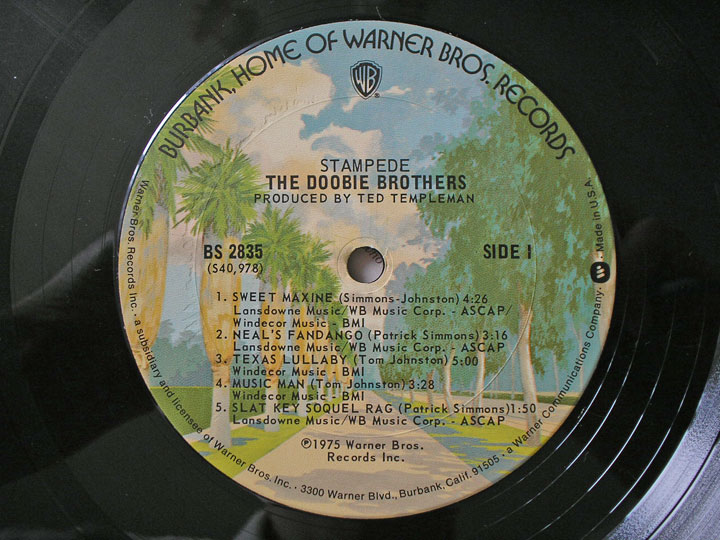 BURBANK, HOME OF WARNER BROS. RECORDS
WB
®
STAMPEDE
THE DOOBIE BROTHERS
PRODUCED BY TED TEMPLEMAN
BS 2835
(S40,978)
SIDE 1
1. SWEET MAXINE (Simmons-Johnston) 4:26
Lansdowne Music/WB Music Corp. - ASCAP/
Windecor Music - BMI
2. NEAL'S FANDANGO (Patrick Simmons) 3:16
Lansdowne Music/WB Music Corp. - ASCAP
3. TEXAS LULLABY (Tom Johnston) 5:00
Windecor Music - BMI
4. MUSIC MAN (Tom Johnston) 3:28
Windecor Music - BMI
5. SLAT KEY SOQUEL RAG (Patrick Simmons) 1:50
Lansdowne Music/WB Music Corp. - ASCAP
℗1975 Warner Bros.
Records Inc.
Warner Bros. Records Inc. · a subsidiary and licensee of Warner Bros. Inc. · 3300 Warner Blvd., Burbank, Calif. 91505 · a Warner Communications Company. · Made in U.S.A.